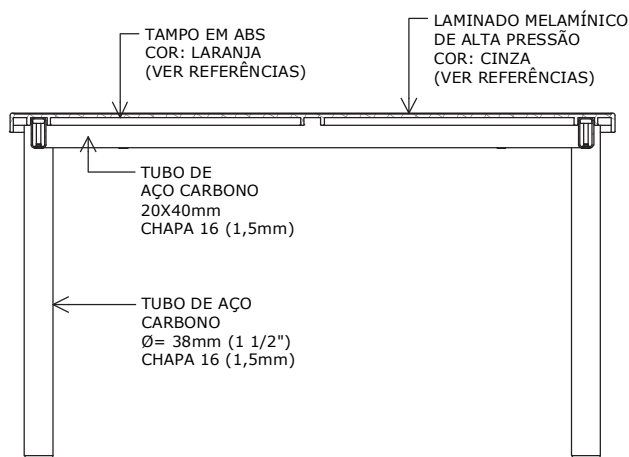 TAMPO EM ABS
COR: LARANJA
(VER REFERÊNCIAS)
LAMINADO MELAMÍNICO
DE ALTA PRESSÃO
COR: CINZA
(VER REFERÊNCIAS)
TUBO DE
AÇO CARBONO
20X40mm
CHAPA 16 (1,5mm)
TUBO DE AÇO
CARBONO
Ø= 38mm (1 1/2")
CHAPA 16 (1,5mm)